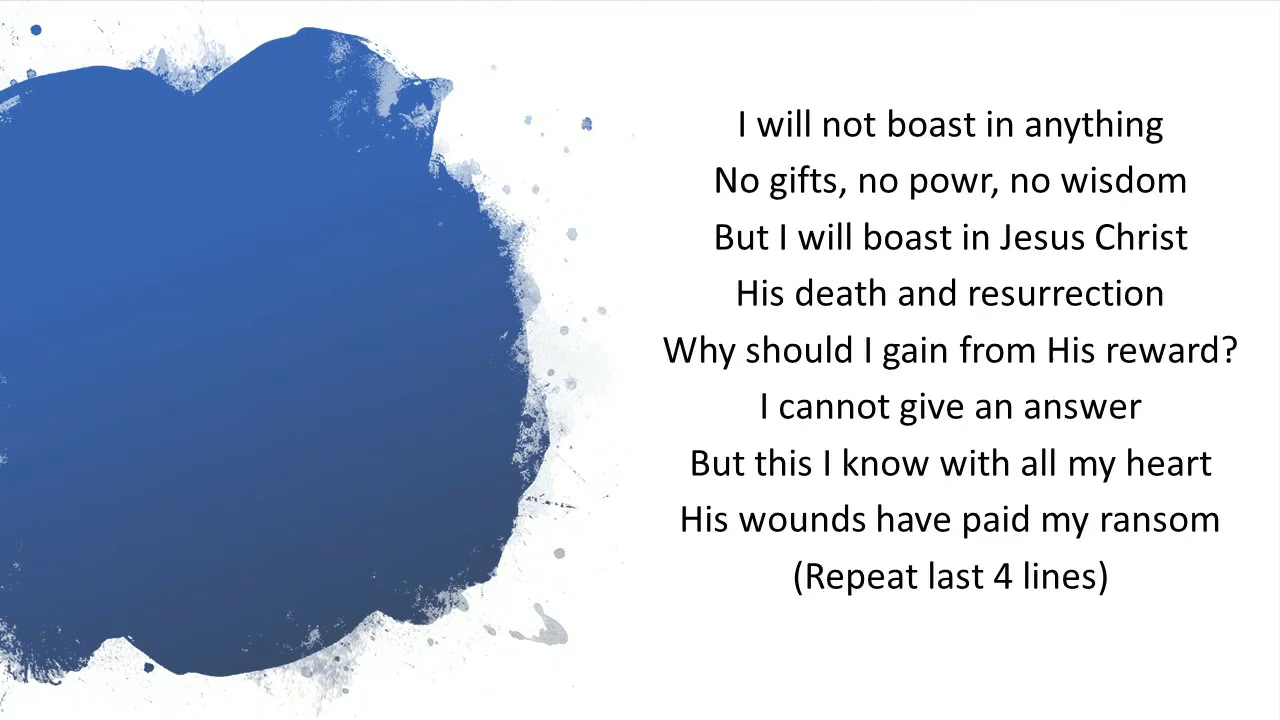 I will not boast in anything
No gifts, no powr, no wisdom
But I will boast in Jesus Christ
His death and resurrection
Why should I gain from His reward?
I cannot give an answer
But this I know with all my heart
His wounds have paid my ransom
(Repeat last 4 lines)